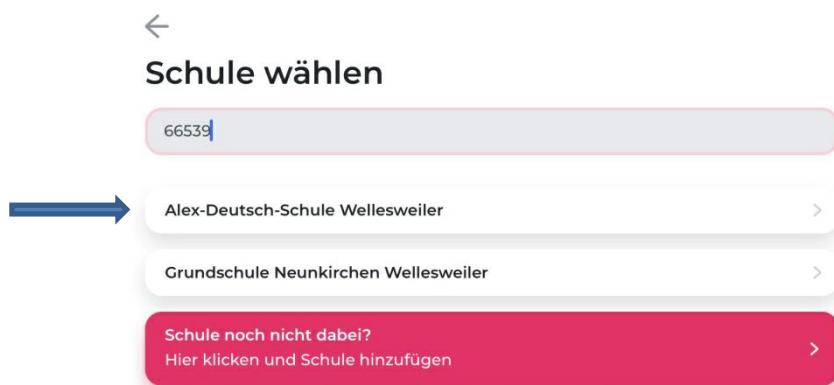 Schule wählen
66539
Alex-Deutsch-Schule Wellesweiler
Grundschule Neunkirchen Wellesweiler
Schule noch nicht dabei?
Hier klicken und Schule hinzufügen